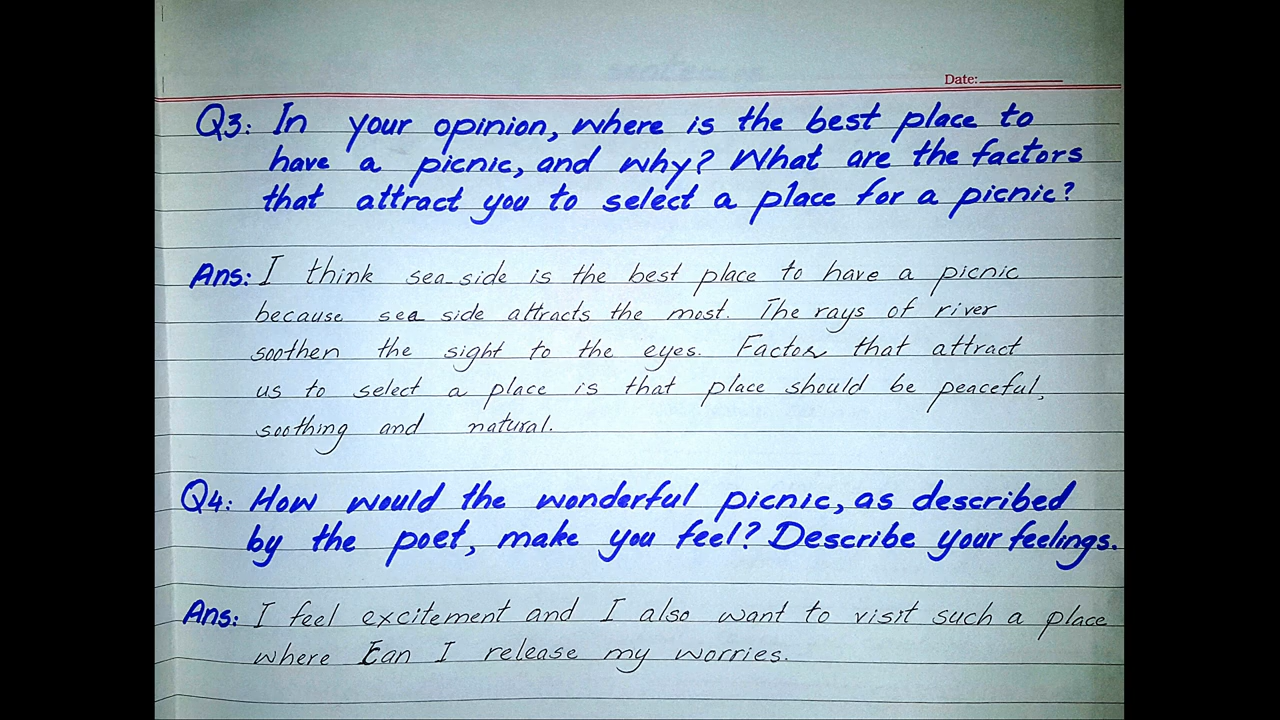 Date:
Q3: In your opinion, where is the best place to
have a picnic, and why? What are the factors
that attract you to select a place for a picnic?
Ans: I think sea-side is the best place to have a picnic
because sea side attracts the most. The rays of river
soothen the sight to the eyes. Factor that attract
us to select a place is that place should be peaceful,
soothing and natural.
Q4: How would the wonderful picnic, as described
by the poet, make you feel? Describe your feelings.
Ans: I feel excitement and I also want to visit such a place
where Can I release my worries.